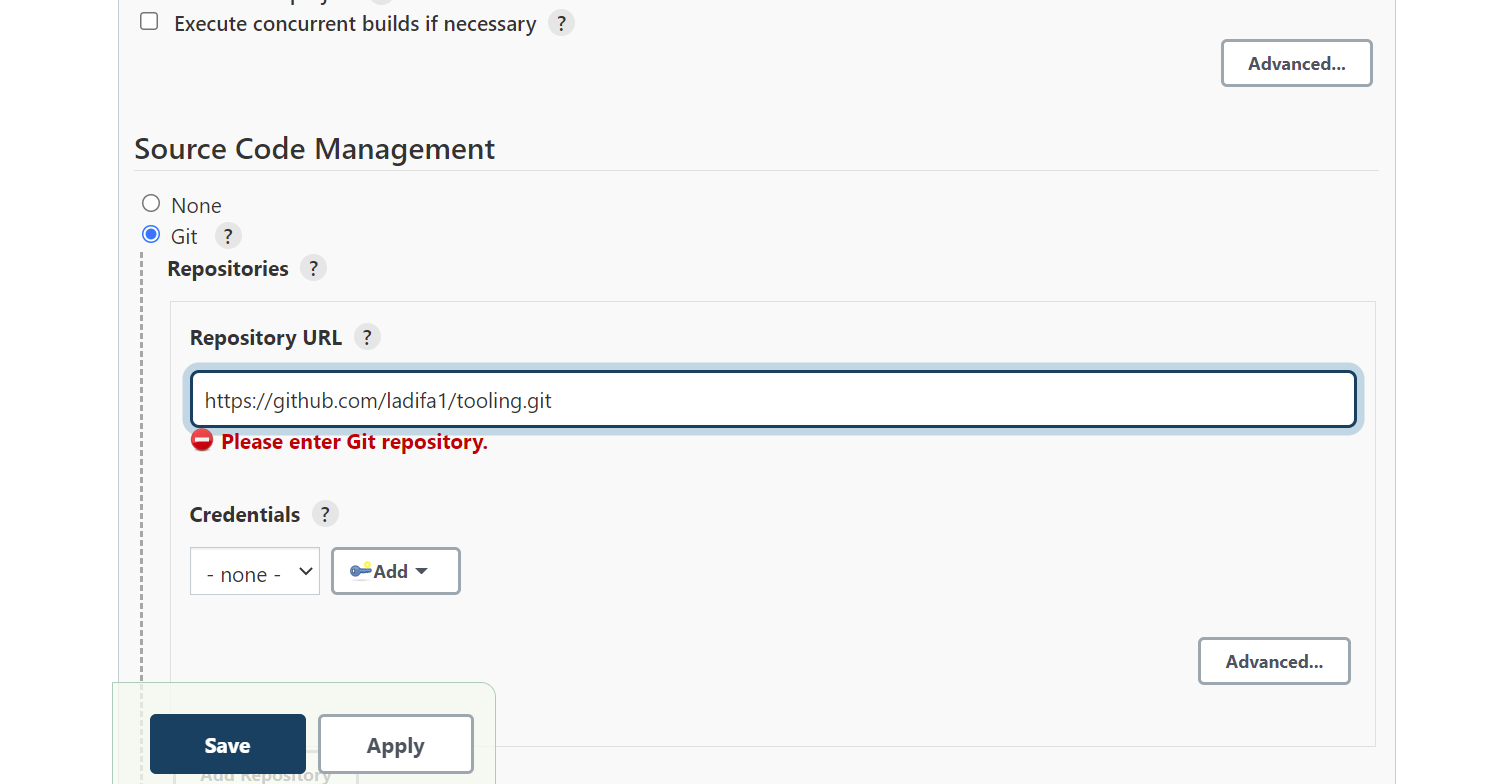 Execute concurrent builds if necessary ?
Advanced...
Source Code Management
None
Git ?
Repositories ?
Repository URL ?
https://github.com/ladifa1/tooling.git
Please enter Git repository.
Credentials ?
- none - Add
Advanced...
Save Apply
Add Repository